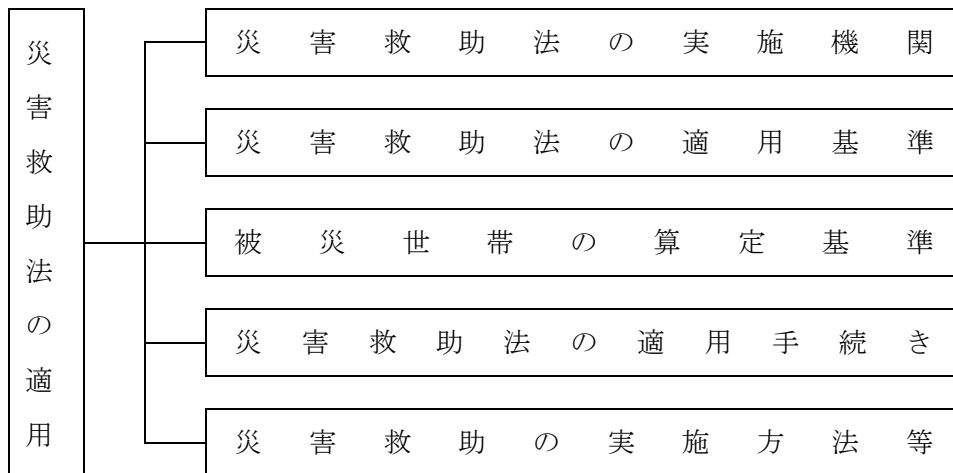 災害救助法の適用
災害救助法の実施機関
災害救助法の適用基準
被災世帯の算定基準
災害救助法の適用手続き
災害救助の実施方法等